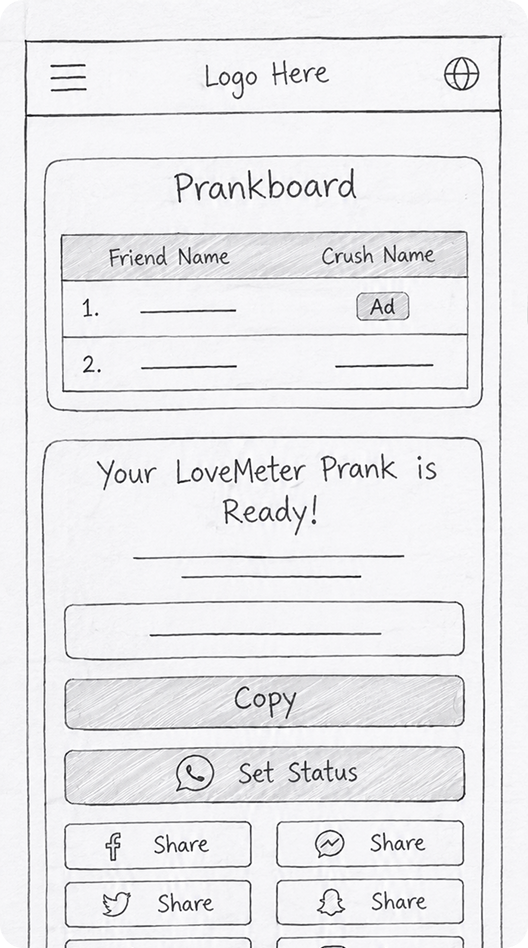 Logo Here
Prankboard
Friend Name Crush Name
1. Ad
2.
Your LoveMeter Prank is
Ready!
Copy
Set Status
Share Share
Share Share